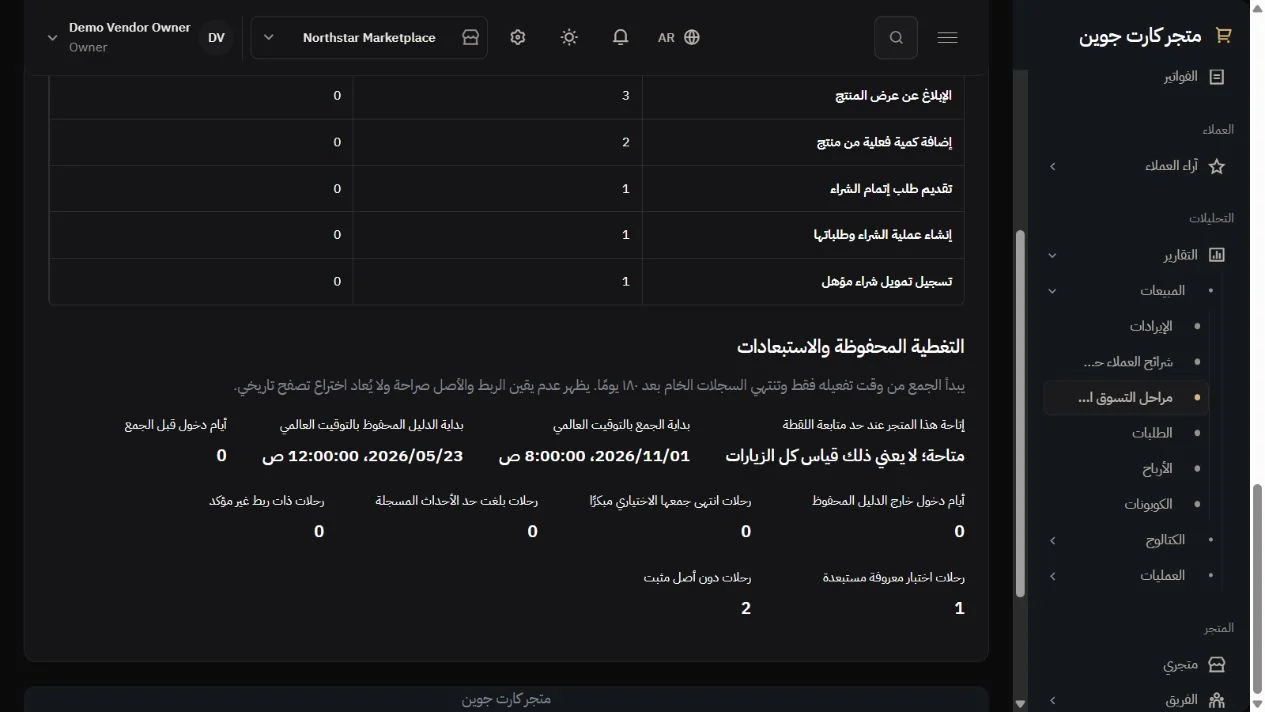 متجر كارت جوين
الفواتير
العملاء
آراء العملاء
التحليلات
التقارير
المبيعات
الإيرادات
شرائح العملاء حـ...
مراحل التسوق ا...
الطلبات
الأرباح
الكوبونات
الكتالوج
العمليات
المتجر
متجري
الفريق
AR
Northstar Marketplace
DV
Demo Vendor Owner
Owner
الإبلاغ عن عرض المنتج 3 0
إضافة كمية فعلية من منتج 2 0
تقديم طلب إتمام الشراء 1 0
إنشاء عملية الشراء وطلباتها 1 0
تسجيل تمويل شراء مؤهل 1 0
التغطية المحفوظة والاستبعادات
يبدأ الجمع من وقت تفعيله فقط وتنتهي السجلات الخام بعد ١٨٠ يومًا. يظهر عدم يقين الربط والأصل صراحة ولا يُعاد اختراع تصفح تاريخي.
إتاحة هذا المتجر عند حد متابعة اللقطة
متاحة؛ لا يعني ذلك قياس كل الزيارات
بداية الجمع بالتوقيت العالمي
2026/11/01، 8:00:00 ص
بداية الدليل المحفوظ بالتوقيت العالمي
2026/05/23، 12:00:00 ص
أيام دخول قبل الجمع
0
أيام دخول خارج الدليل المحفوظ
0
رحلات انتهى جمعها الاختياري مبكرًا
0
رحلات بلغت حد الأحداث المسجلة
0
رحلات ذات ربط غير مؤكد
0
رحلات اختبار معروفة مستبعدة
1
رحلات دون أصل مثبت
2
متجر كارت جوين